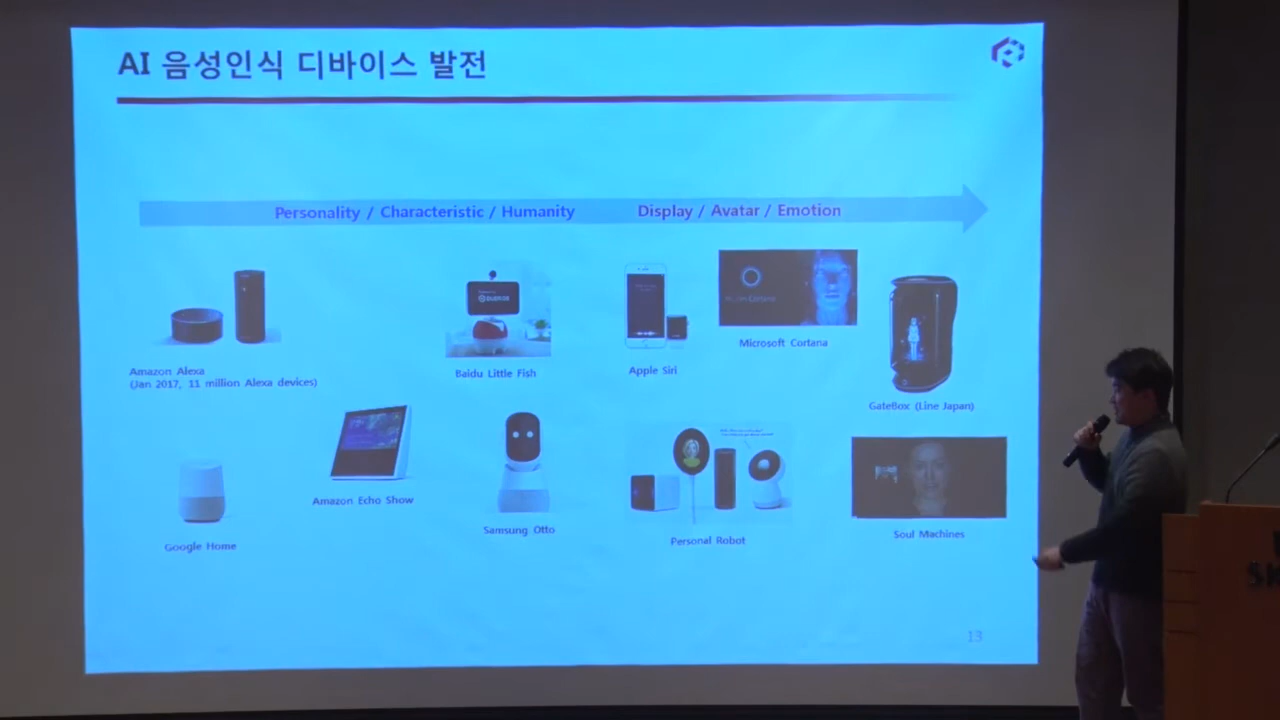 AI 음성인식 디바이스 발전
Personality / Characteristic / Humanity
Display / Avatar / Emotion
Amazon Alexa
(Jan 2017, 11 million Alexa devices)
Baidu Little Fish
Apple Siri
Microsoft Cortana
GateBox (Line Japan)
Google Home
Amazon Echo Show
Samsung Otto
Personal Robot
Soul Machines
13